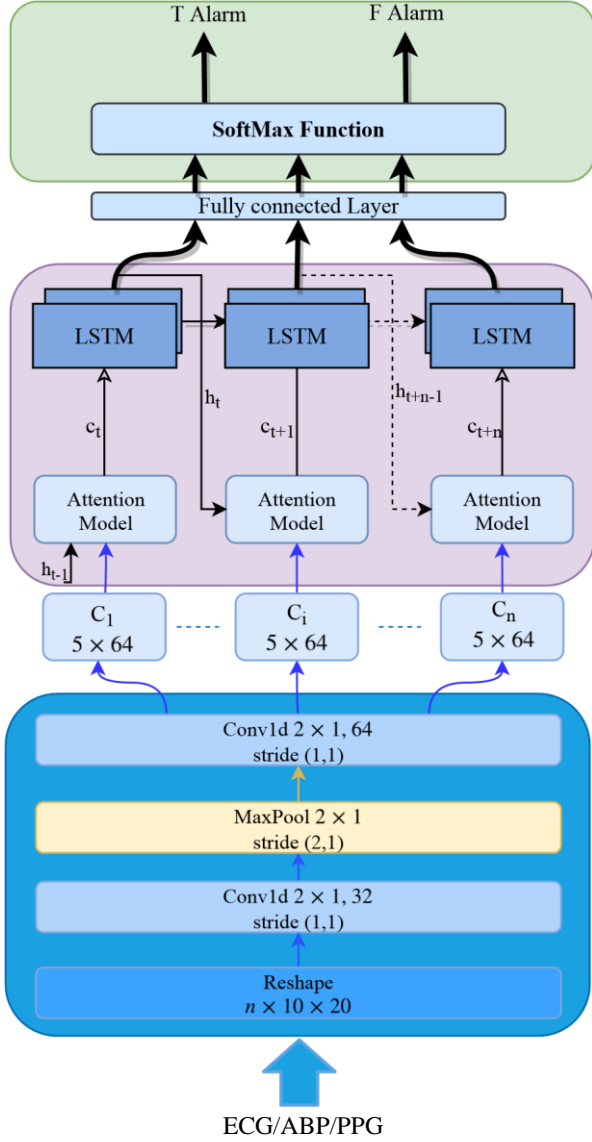 T Alarm F Alarm
SoftMax Function
Fully connected Layer
LSTM LSTM LSTM
h_t h_{t+n-1}
c_t c_{t+1} c_{t+n}
Attention Attention Attention
Model Model Model
h_{t-1}
C_1 C_i C_n
5 × 64 5 × 64 5 × 64
Conv1d 2 × 1, 64
stride (1,1)
MaxPool 2 × 1
stride (2,1)
Conv1d 2 × 1, 32
stride (1,1)
Reshape
n × 10 × 20
ECG/ABP/PPG